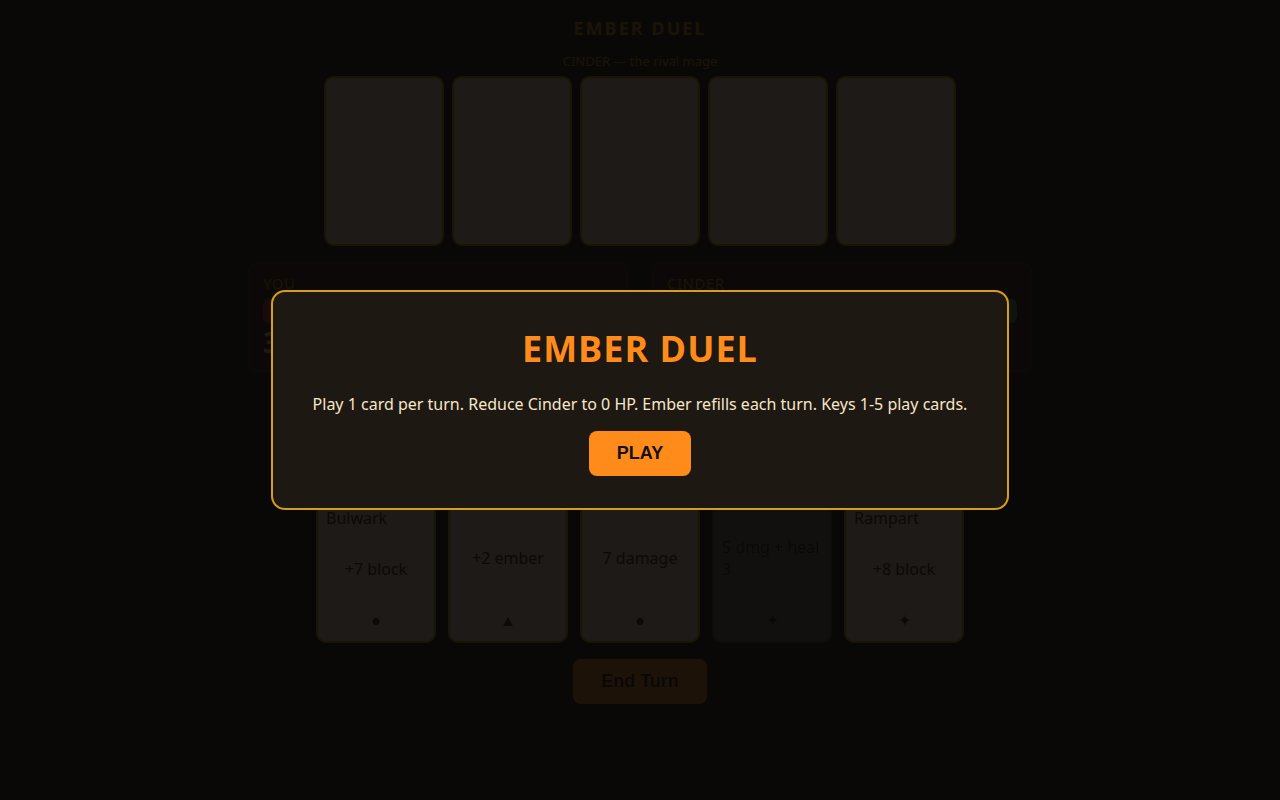 EMBER DUEL
CINDER — the rival mage
YOU
CINDER
EMBER DUEL
Play 1 card per turn. Reduce Cinder to 0 HP. Ember refills each turn. Keys 1-5 play cards.
PLAY
Bulwark
Rampart
+7 block
+2 ember
7 damage
5 dmg + heal
3
+8 block
End Turn